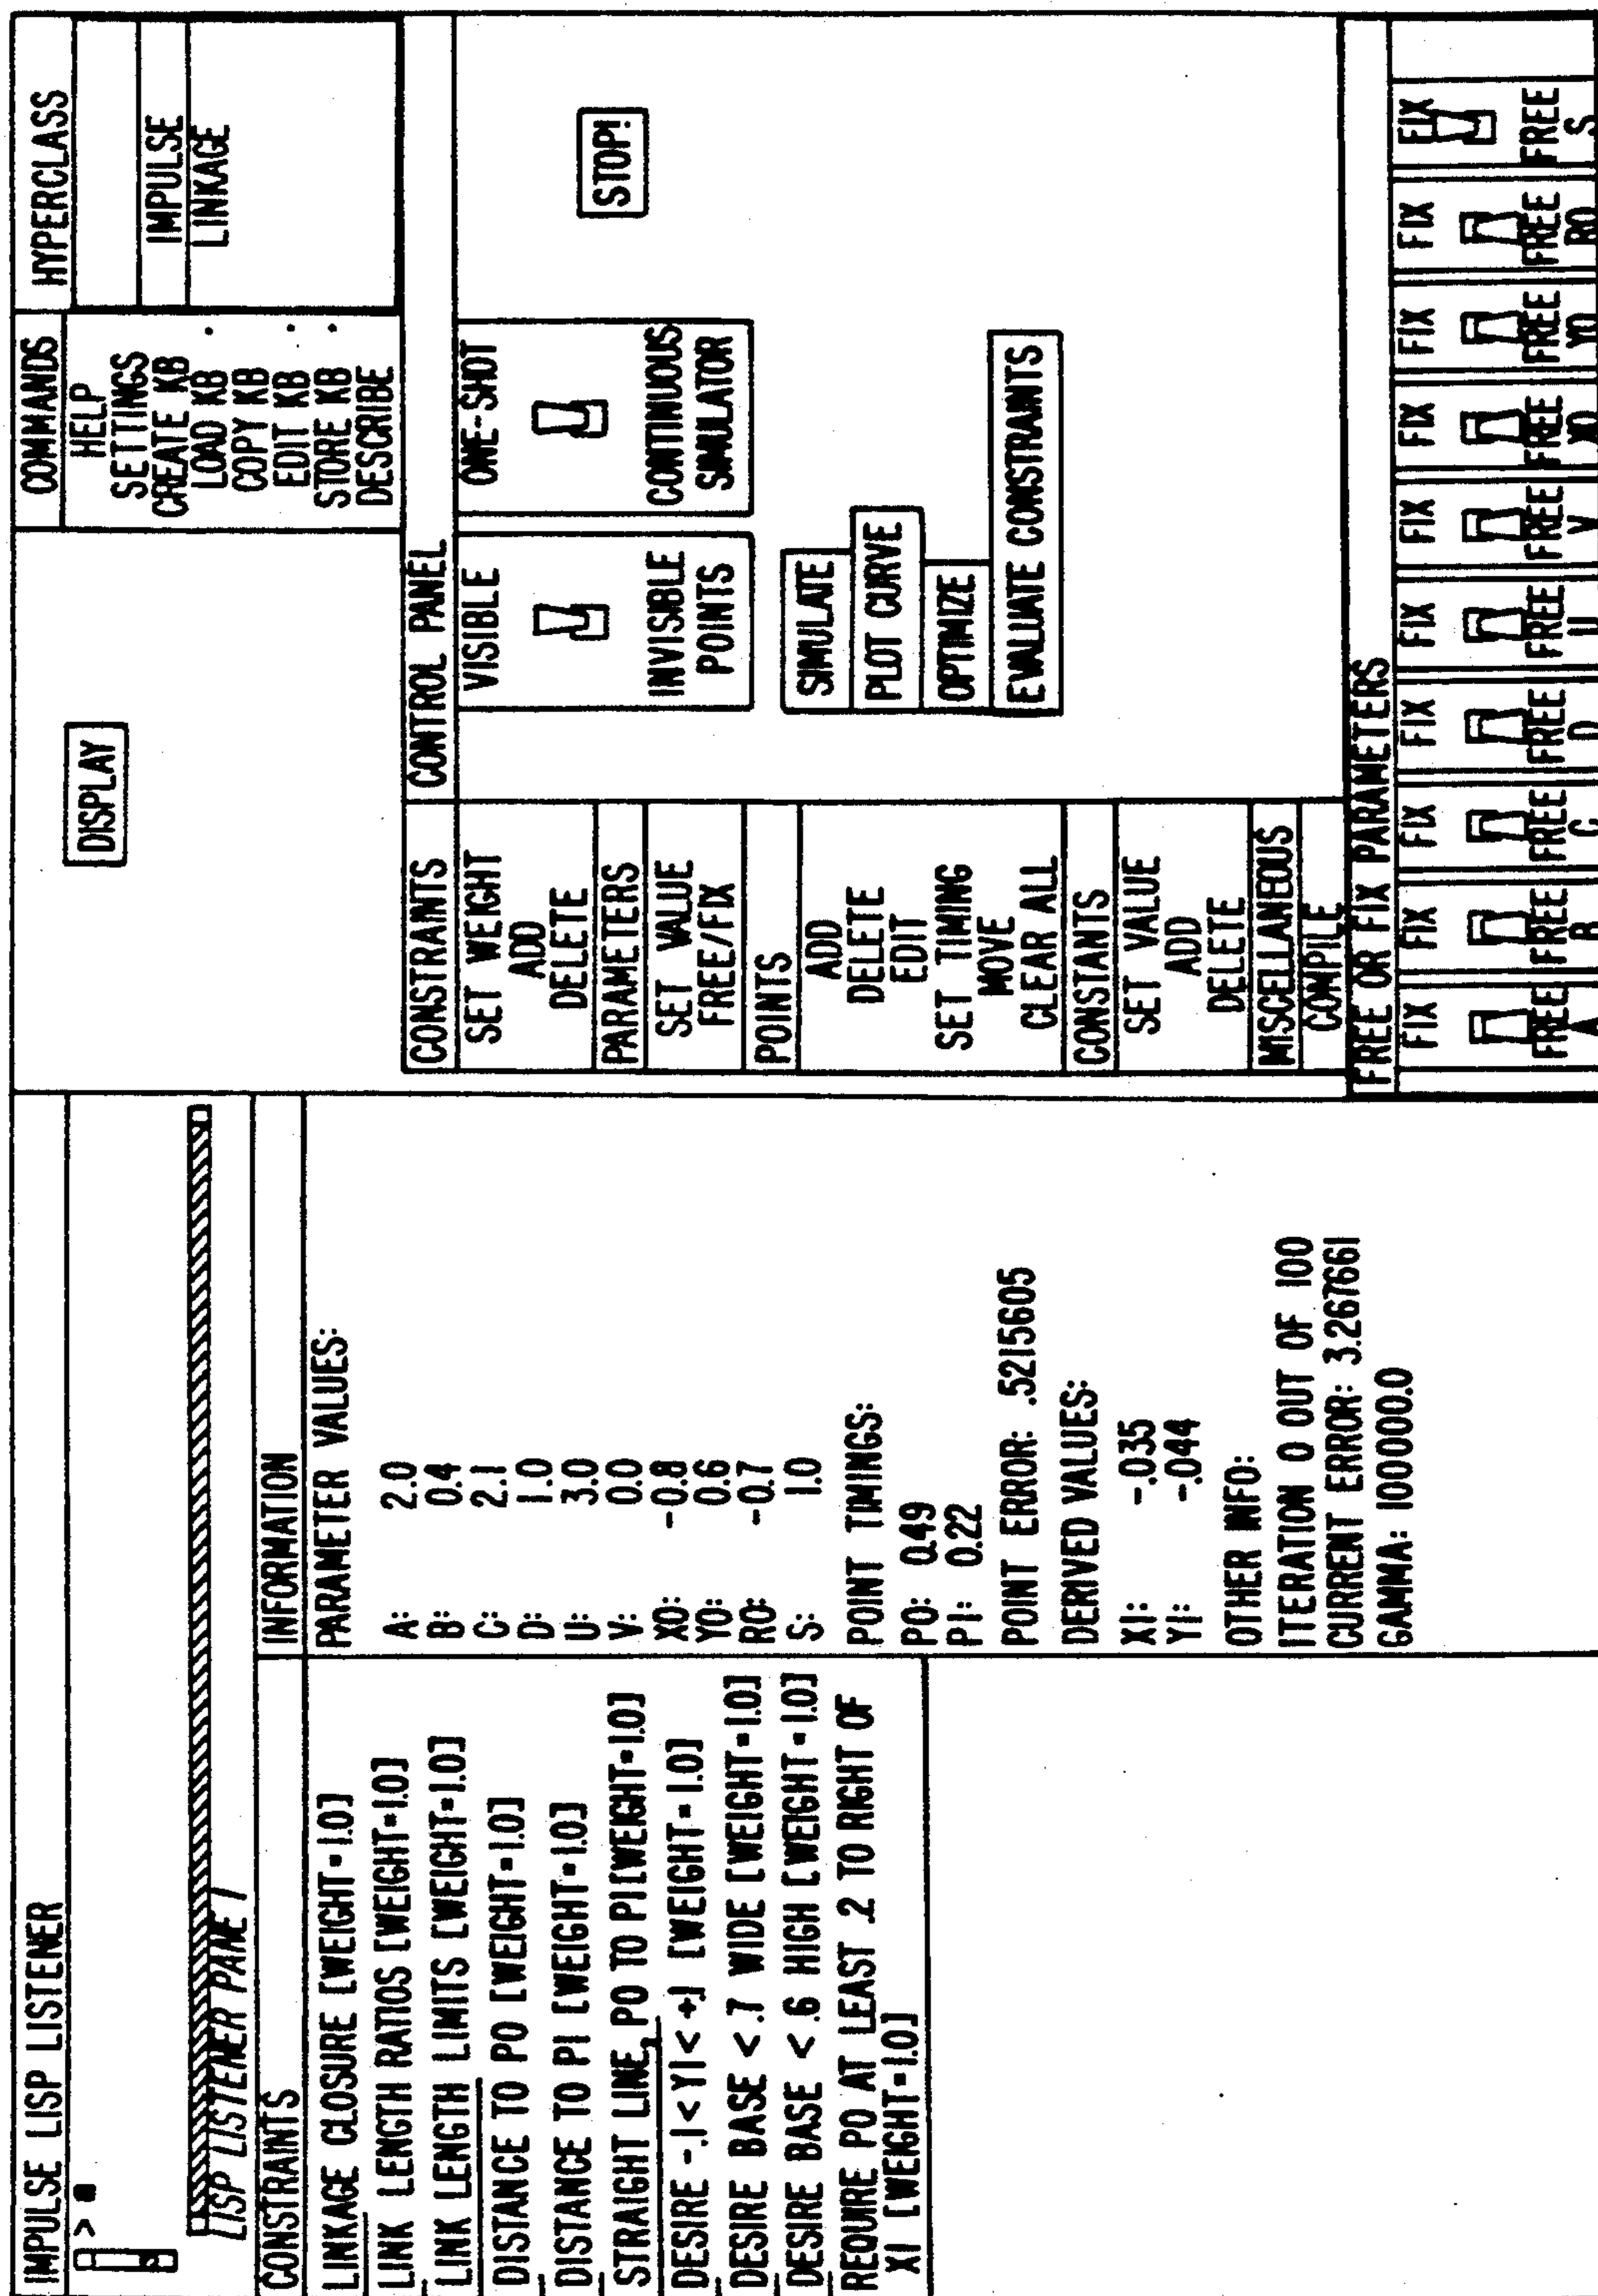 IMPULSE LISP LISTENER
>
LISP LISTENER PANE 1
CONSTRAINTS
LINKAGE CLOSURE [WEIGHT=1.0]
LINK LENGTH RATIOS [WEIGHT=1.0]
LINK LENGTH LIMITS [WEIGHT=1.0]
DISTANCE TO P0 [WEIGHT=1.0]
DISTANCE TO P1 [WEIGHT=1.0]
STRAIGHT LINE, P0 TO P1 [WEIGHT=1.0]
DESIRE -.1<Y1<+.1 [WEIGHT=1.0]
DESIRE BASE <.7 WIDE [WEIGHT=1.0]
DESIRE BASE <.6 HIGH [WEIGHT=1.0]
REQUIRE P0 AT LEAST .2 TO RIGHT OF
X1 [WEIGHT=1.0]
INFORMATION
PARAMETER VALUES:
A: 2.0
B: 0.4
C: 2.1
D: 1.0
U: 3.0
V: 0.0
X0: -0.8
Y0: 0.6
R0: -0.7
S: 1.0
POINT TIMINGS:
P0: 0.49
P1: 0.22
POINT ERROR: .5215605
DERIVED VALUES:
X1: -.035
Y1: -.044
OTHER INFO:
ITERATION 0 OUT OF 100
CURRENT ERROR: 3.267661
GAMMA: 100000.0
DISPLAY
COMMANDS
HELP
SETTINGS
CREATE KB
LOAD KB
COPY KB
EDIT KB
STORE KB
DESCRIBE
HYPERCLASS
IMPULSE
LINKAGE
CONSTRAINTS
SET WEIGHT
ADD
DELETE
PARAMETERS
SET VALUE
FREE/FIX
POINTS
ADD
DELETE
EDIT
SET TIMING
MOVE
CLEAR ALL
CONSTANTS
SET VALUE
ADD
DELETE
MISCELLANEOUS
COMPILE
CONTROL PANEL
VISIBLE
INVISIBLE
POINTS
ONE-SHOT
CONTINUOUS
SIMULATOR
STOP!
SIMULATE
PLOT CURVE
OPTIMIZE
EVALUATE CONSTRAINTS
FREE OR FIX PARAMETERS
FIX FIX FIX FIX FIX FIX FIX FIX FIX FIX
FREE FREE FREE FREE FREE FREE FREE FREE FREE FREE
A B C D U V X0 Y0 R0 S